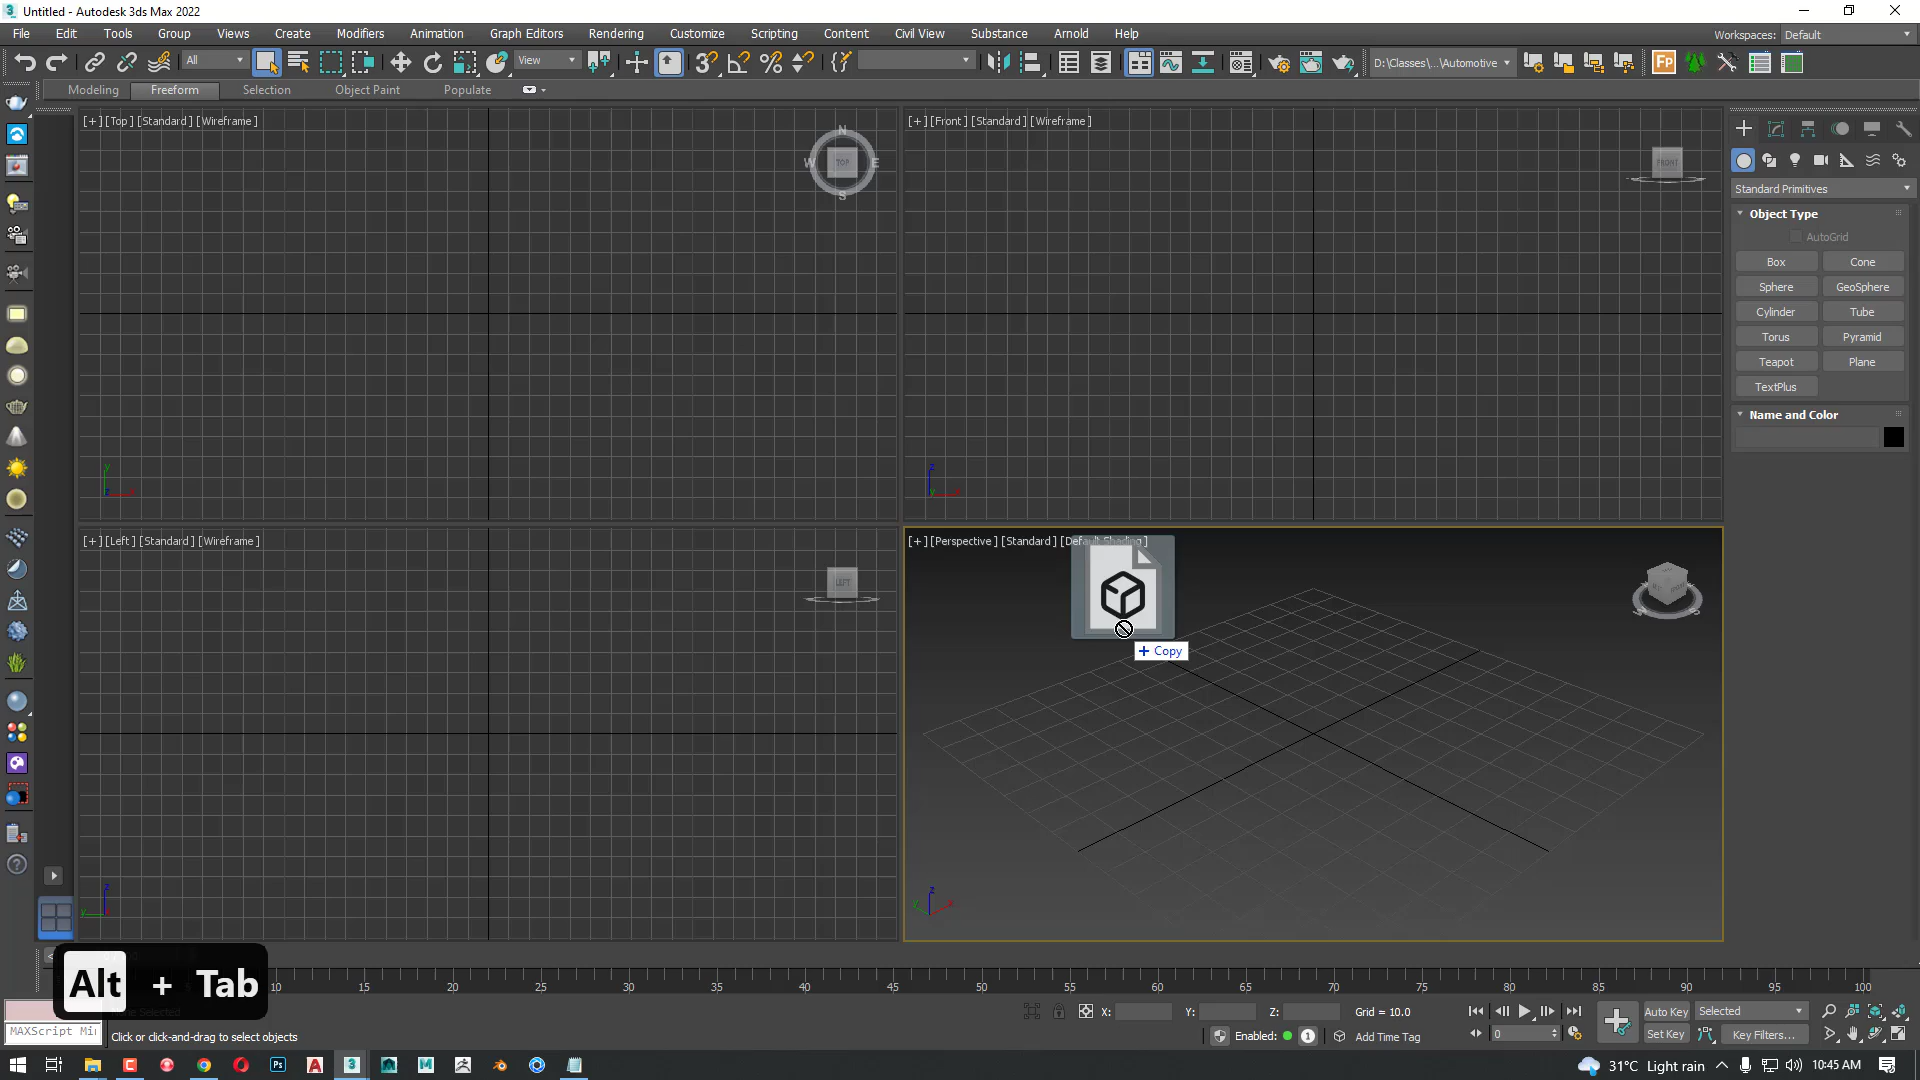 Untitled - Autodesk 3ds Max 2022
File Edit Tools Group Views Create Modifiers Animation Graph Editors Rendering Customize Scripting Content Civil View Substance Arnold Help
Workspaces: Default
All View D:\Classes\...\Automotive
Fp
Modeling Freeform Selection Object Paint Populate
[+] [Top] [Standard] [Wireframe]
N
W TOP E
S
y
z x
[+] [Front] [Standard] [Wireframe]
FRONT
z
y x
[+] [Left] [Standard] [Wireframe]
LEFT
z
y
[+] [Perspective] [Standard] [Default Shading]
+ Copy
z
y x
Standard Primitives
Object Type
AutoGrid
Box Cone
Sphere GeoSphere
Cylinder Tube
Torus Pyramid
Teapot Plane
TextPlus
Name and Color
Alt + Tab
10 15 20 25 30 35 40 45 50 55 60 65 70 75 80 85 90 95 100
MAXScript Mi
Click or click-and-drag to select objects
X: Y: Z: Grid = 10.0
Enabled: 1 Add Time Tag
0
Auto Key Selected
Set Key Key Filters...
Ps A 3 M
31°C Light rain 10:45 AM